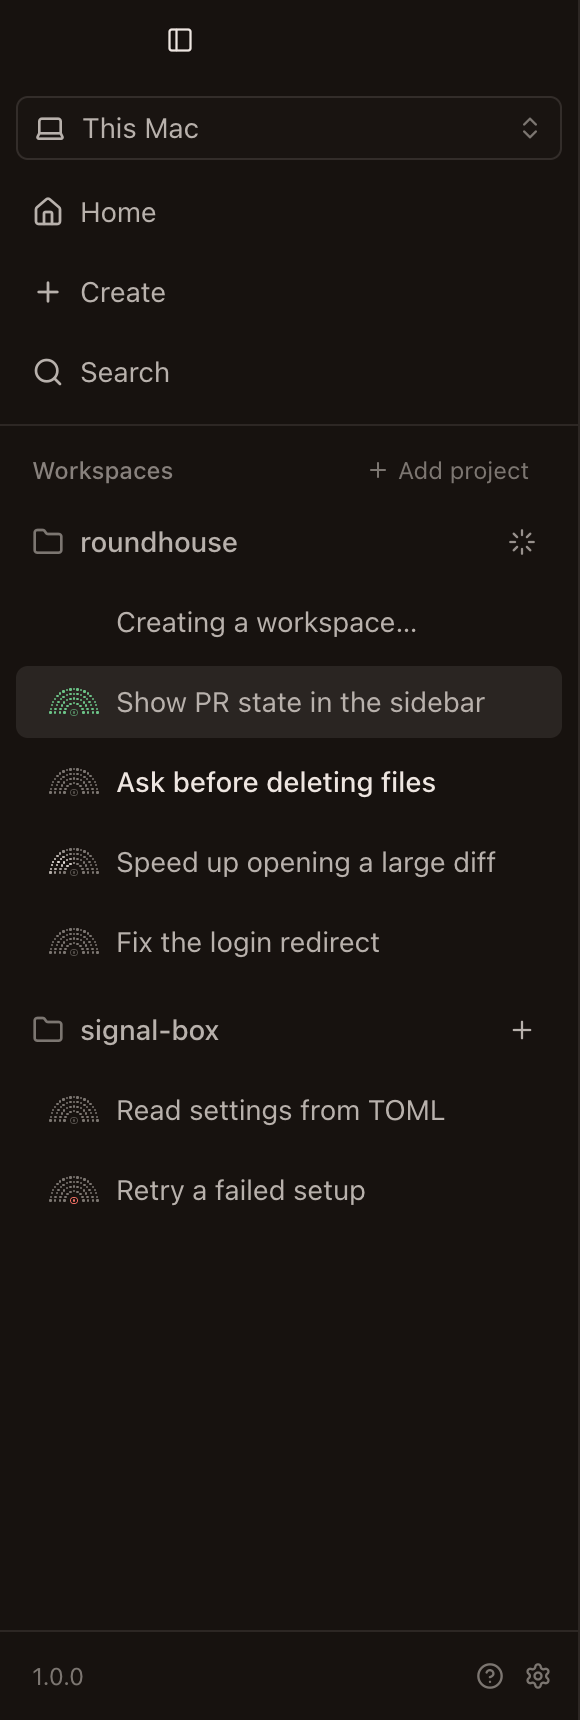 This Mac
Home
Create
Search
Workspaces
Add project
roundhouse
Creating a workspace...
Show PR state in the sidebar
Ask before deleting files
Speed up opening a large diff
Fix the login redirect
signal-box
Read settings from TOML
Retry a failed setup
1.0.0